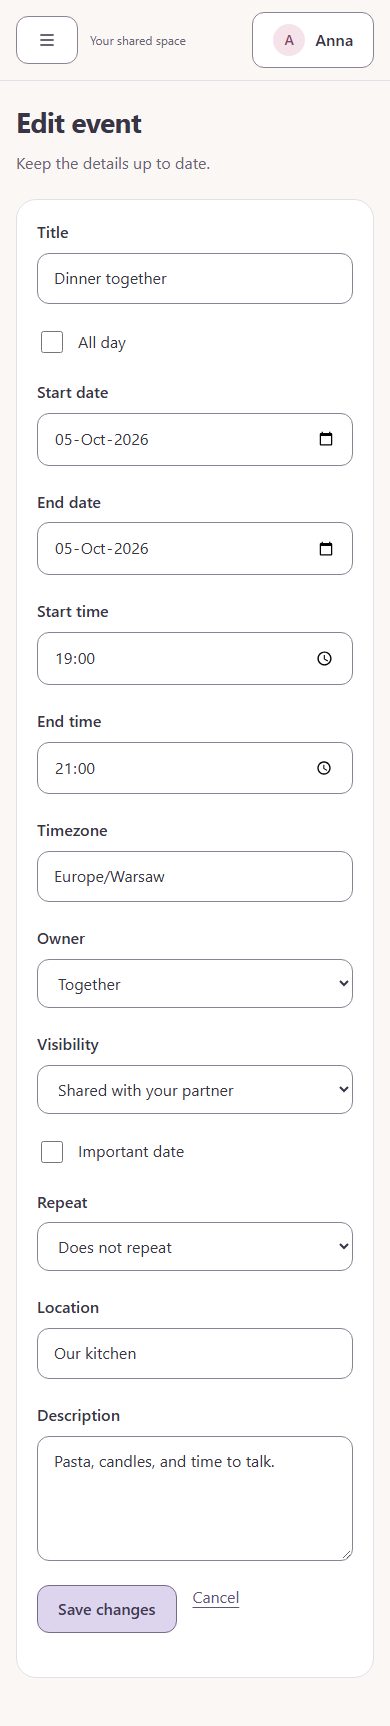 Your shared space
A
Anna
Edit event
Keep the details up to date.
Title
Dinner together
All day
Start date
05-Oct-2026
End date
05-Oct-2026
Start time
19:00
End time
21:00
Timezone
Europe/Warsaw
Owner
Together
Visibility
Shared with your partner
Important date
Repeat
Does not repeat
Location
Our kitchen
Description
Pasta, candles, and time to talk.
Save changes
Cancel